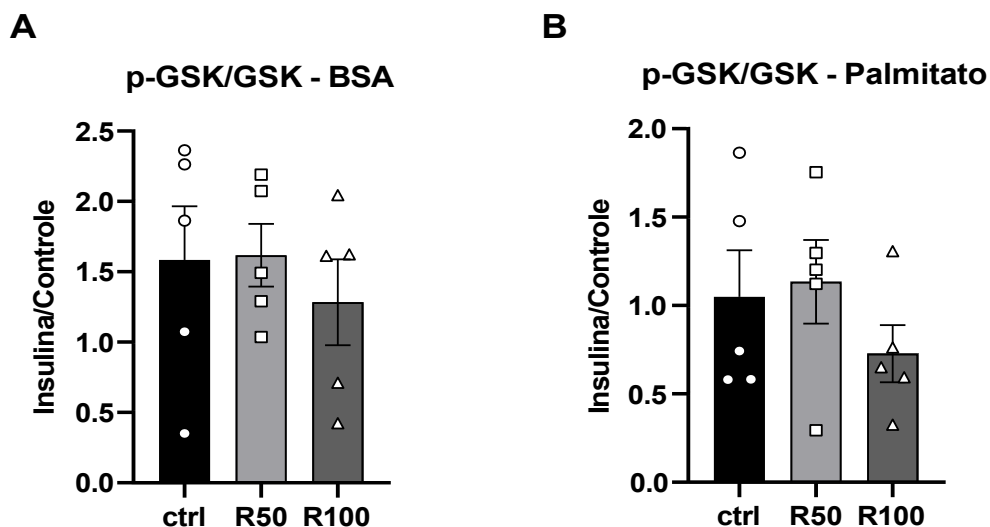 A
p-GSK/GSK - BSA
Insulina/Controle
2.5
2.0
1.5
1.0
0.5
0.0
ctrl R50 R100
B
p-GSK/GSK - Palmitato
Insulina/Controle
2.0
1.5
1.0
0.5
0.0
ctrl R50 R100